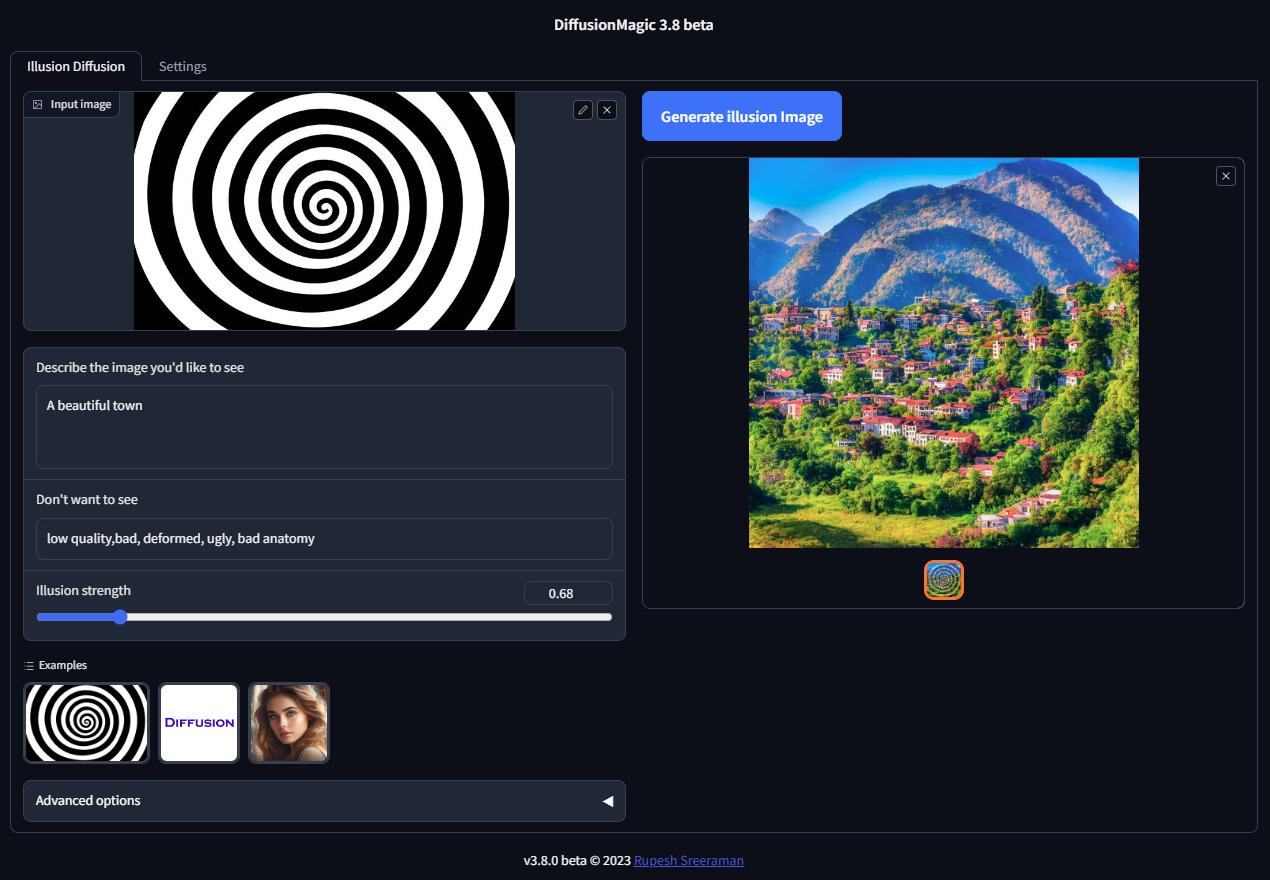 DiffusionMagic 3.8 beta
Illusion Diffusion
Settings
Input image
Generate illusion Image
Describe the image you'd like to see
A beautiful town
Don't want to see
low quality,bad, deformed, ugly, bad anatomy
Illusion strength
0.68
Examples
DIFFUSION
Advanced options
v3.8.0 beta © 2023 Rupesh Sreeraman